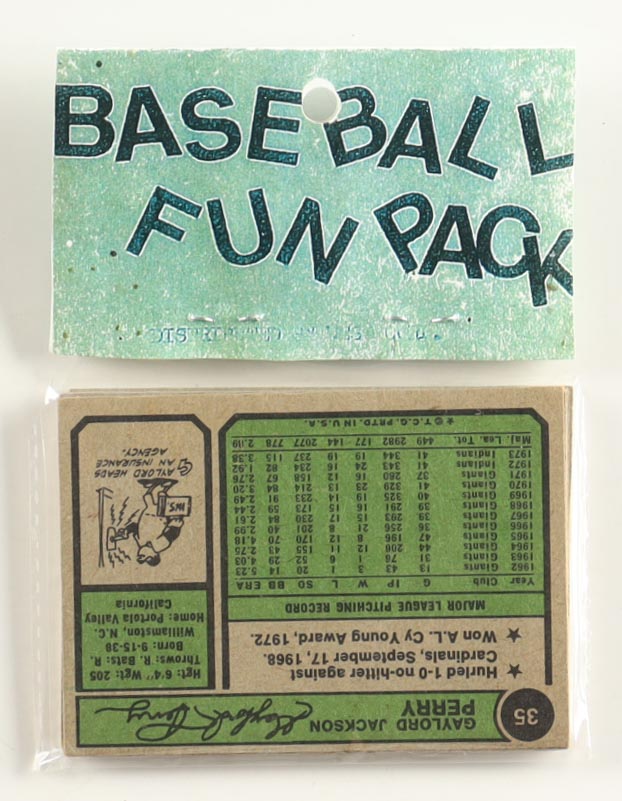 BASEBALL
FUN PACK
35
GAYLORD JACKSON
PERRY
Gaylord Perry
★ Hurled 1-0 no-hitter against
Cardinals, September 17, 1968.
★ Won A.L. Cy Young Award, 1972.
Hgt: 6'4" Wgt: 205
Throws: R. Bats: R.
Born: 9-15-38
Williamston, N.C.
Home: Portola Valley
California
MAJOR LEAGUE PITCHING RECORD
Year Club G IP W L SO. BB ERA
1962 Giants 13 43 3 1 20 14 5.23
1963 Giants 31 76 1 6 52 29 4.03
1964 Giants 44 206 12 11 155 43 2.75
1965 Giants 47 196 8 12 170 70 4.18
1966 Giants 36 256 21 8 201 40 2.99
1967 Giants 39 293 15 17 230 84 2.61
1968 Giants 39 291 16 15 173 59 2.44
1969 Giants 40 325 19 14 233 91 2.49
1970 Giants 41 329 23 13 214 84 3.20
1971 Giants 37 280 16 12 158 67 2.76
1972 Indians 41 343 24 16 234 82 1.92
1973 Indians 41 344 19 19 237 115 3.38
Maj. Lea. Tot. 449 2982 177 144 2077 778
★ © T.C.G. PRTD. IN U.S.A.
INS.
GAYLORD HEADS
AN INSURANCE
AGENCY.